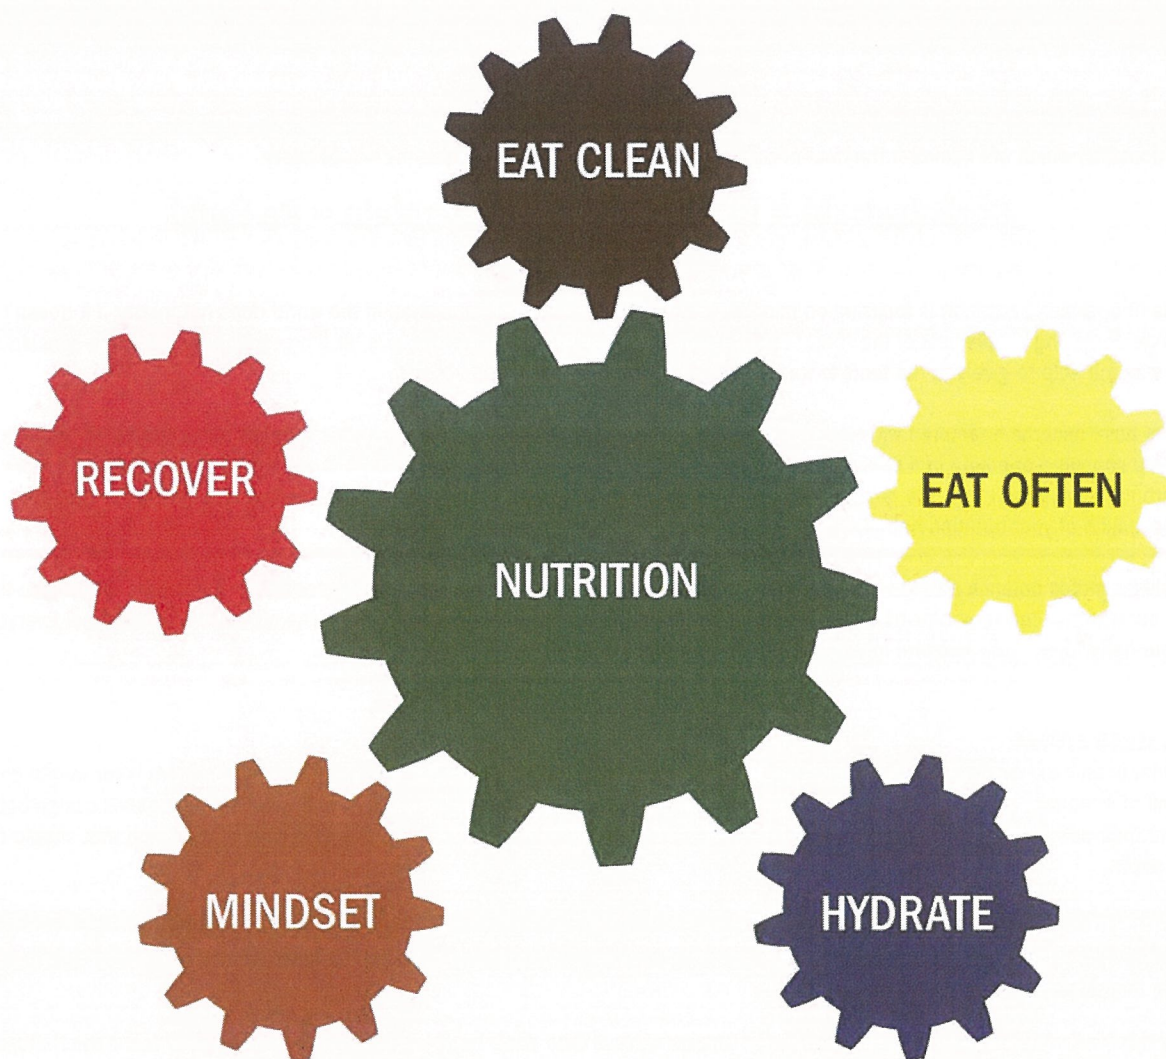 EAT CLEAN
RECOVER
EAT OFTEN
NUTRITION
MINDSET
HYDRATE